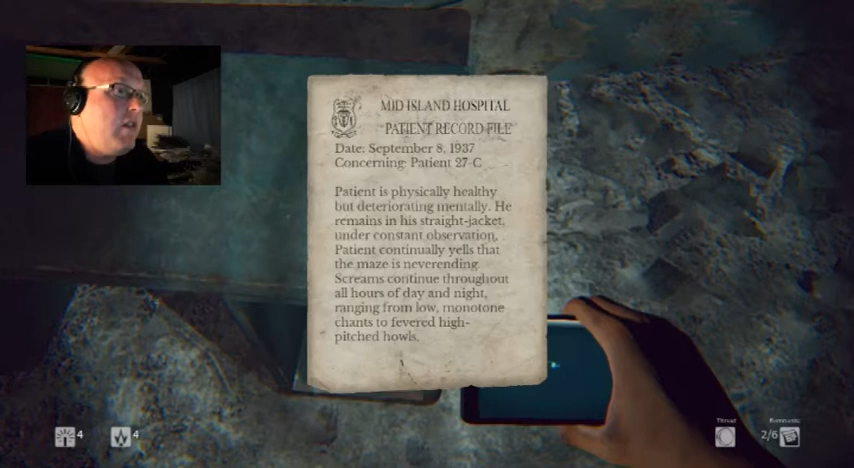 MID ISLAND HOSPITAL
PATIENT RECORD FILE
Date: September 8, 1937
Concerning: Patient 27-C
Patient is physically healthy
but deteriorating mentally. He
remains in his straight-jacket,
under constant observation.
Patient continually yells that
the maze is neverending.
Screams continue throughout
all hours of day and night,
ranging from low, monotone
chants to fevered high-
pitched howls.
4
4
Thread
Remnants
2/6